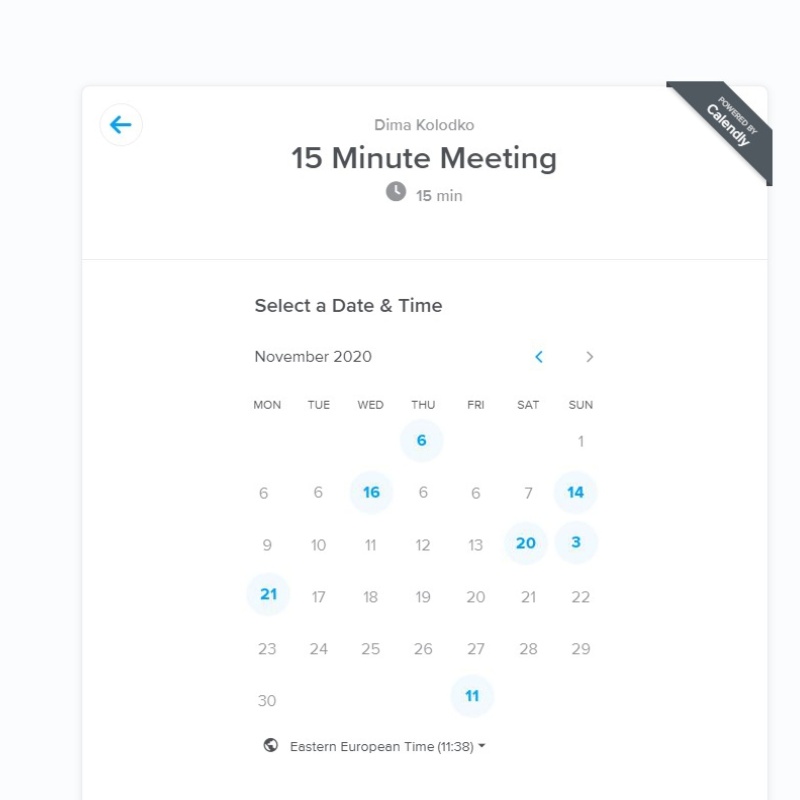 POWERED BY
Calendly
Dima Kolodko
15 Minute Meeting
15 min
Select a Date & Time
November 2020
MON TUE WED THU FRI SAT SUN
6 1
6 6 16 6 6 7 14
9 10 11 12 13 20 3
21 17 18 19 20 21 22
23 24 25 26 27 28 29
30 11
Eastern European Time (11:38)